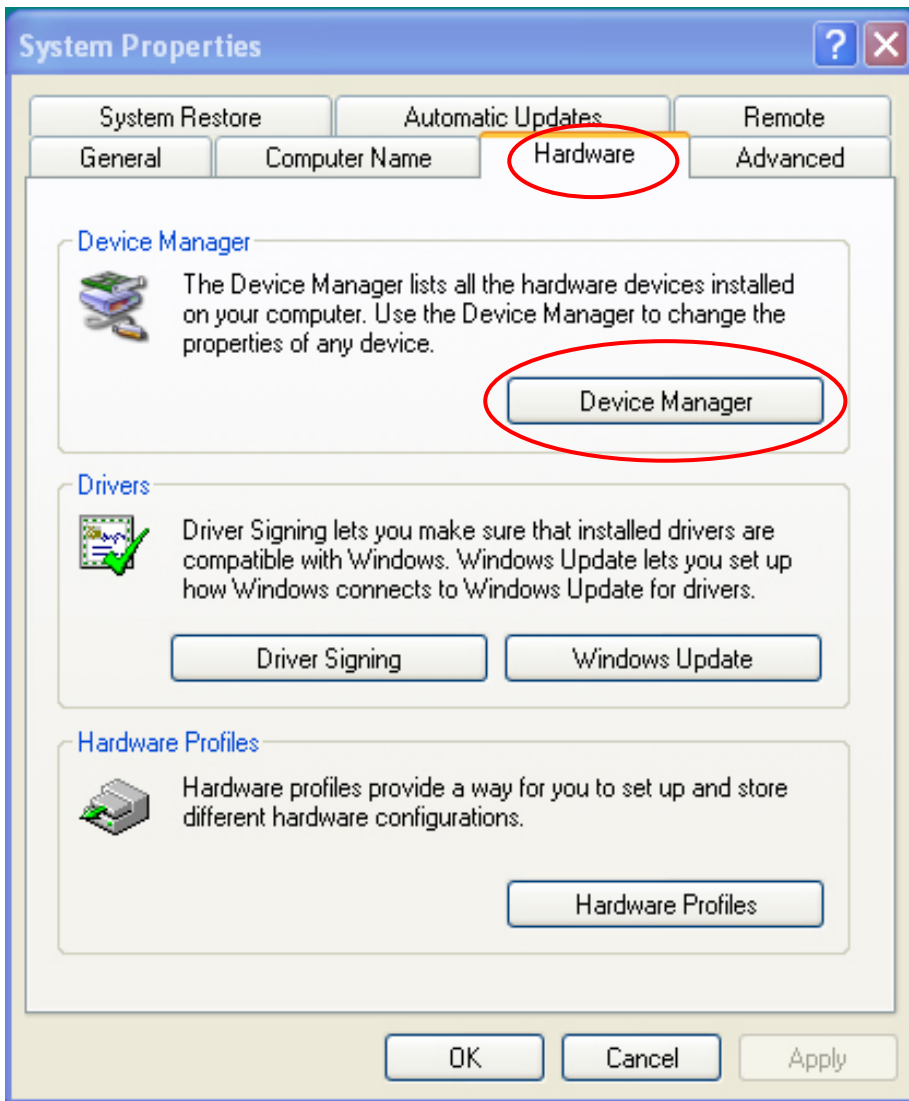 System Properties
System Restore
Automatic Updates
Remote
General
Computer Name
Hardware
Advanced
Device Manager
The Device Manager lists all the hardware devices installed
on your computer. Use the Device Manager to change the
properties of any device.
Device Manager
Drivers
Driver Signing lets you make sure that installed drivers are
compatible with Windows. Windows Update lets you set up
how Windows connects to Windows Update for drivers.
Driver Signing
Windows Update
Hardware Profiles
Hardware profiles provide a way for you to set up and store
different hardware configurations.
Hardware Profiles
OK
Cancel
Apply